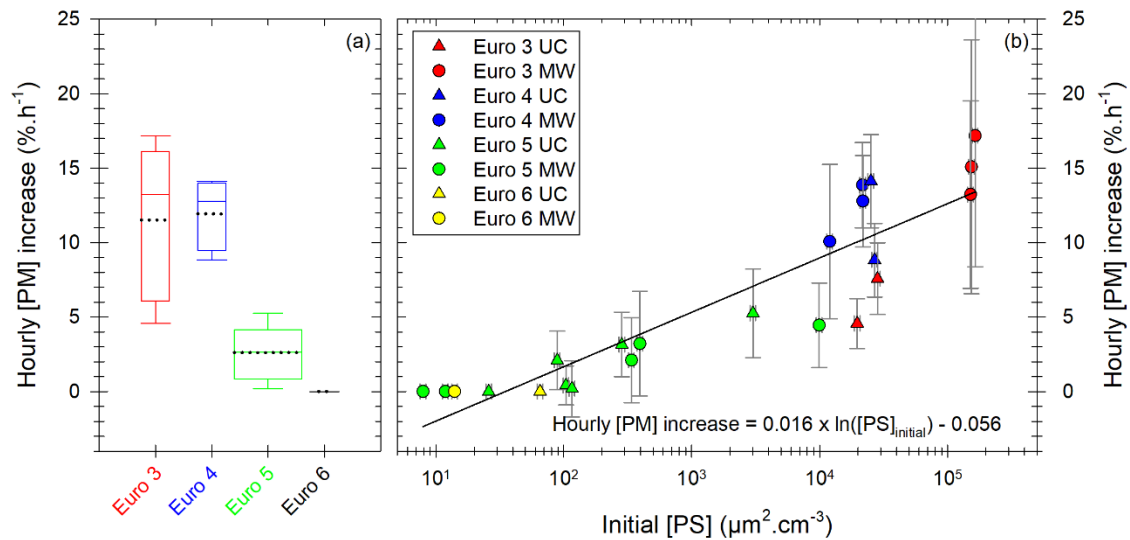 Hourly [PM] increase (%.h⁻¹)
25
20
15
10
5
0
(a)
Euro 3
Euro 4
Euro 5
Euro 6
(b)
Euro 3 UC
Euro 3 MW
Euro 4 UC
Euro 4 MW
Euro 5 UC
Euro 5 MW
Euro 6 UC
Euro 6 MW
Hourly [PM] increase = 0.016 x ln([PS]initial) - 0.056
10¹
10²
10³
10⁴
10⁵
Initial [PS] (µm².cm⁻³)
25
20
15
10
5
0
Hourly [PM] increase (%.h⁻¹)